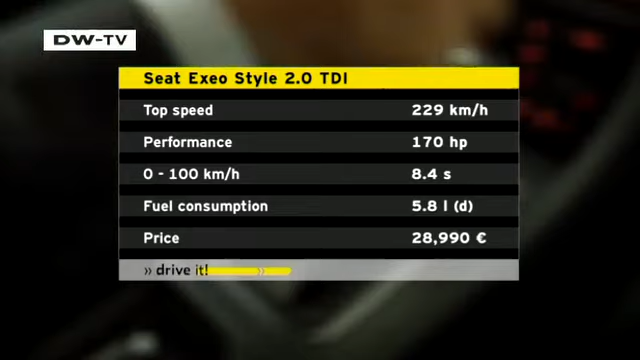 DW-TV
Seat Exeo Style 2.0 TDI
Top speed 229 km/h
Performance 170 hp
0 - 100 km/h 8.4 s
Fuel consumption 5.8 l (d)
Price 28,990 €
» drive it! »